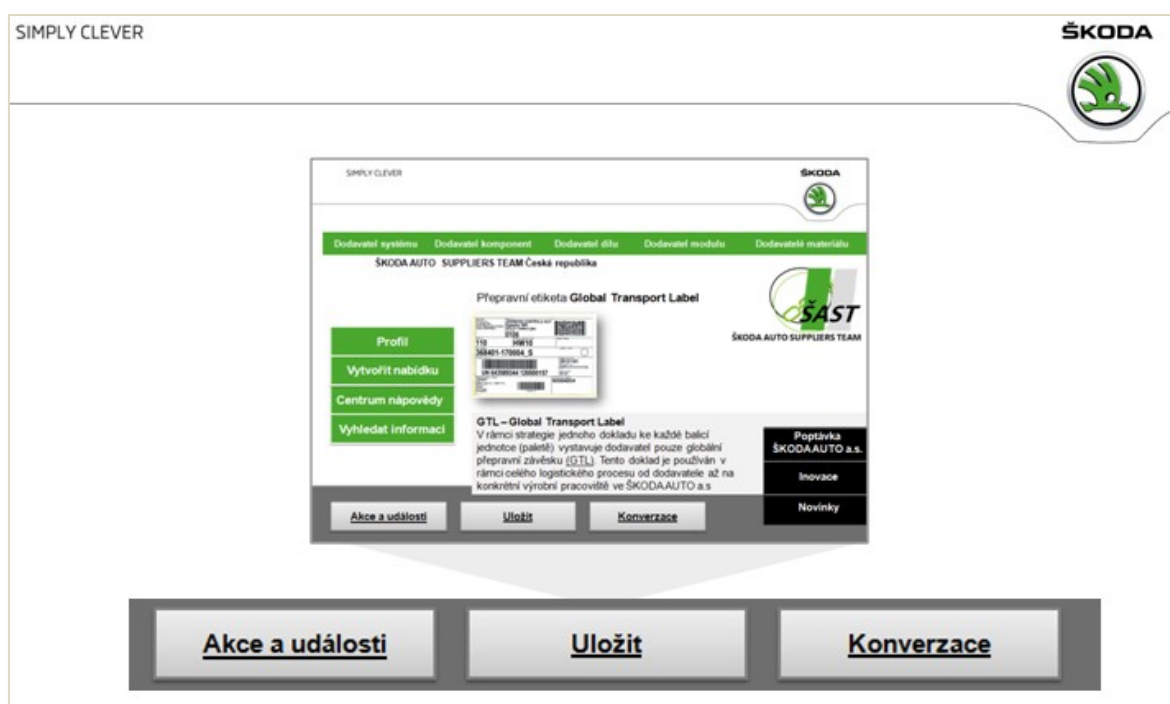 SIMPLY CLEVER
ŠKODA
SIMPLY CLEVER
ŠKODA
Dodavatel systému Dodavatel komponent Dodavatel dílu Dodavatel modulu Dodavatelé materiálu
ŠKODA AUTO SUPPLIERS TEAM Česká republika
Přepravní etiketa Global Transport Label
ŠAST
ŠKODA AUTO SUPPLIERS TEAM
Profil
Vytvořit nabídku
Centrum nápovědy
Vyhledat informaci
GTL – Global Transport Label
V rámci strategie jednoho dokladu ke každé balicí
jednotce (paletě) vystavuje dodavatel pouze globální
přepravní závěsku (GTL). Tento doklad je používán v
rámci celého logistického procesu od dodavatele až na
konkrétní výrobní pracoviště ve ŠKODAAUTO a.s
Poptávka
ŠKODAAUTO a.s.
Inovace
Novinky
Akce a události Uložit Konverzace
Akce a události Uložit Konverzace